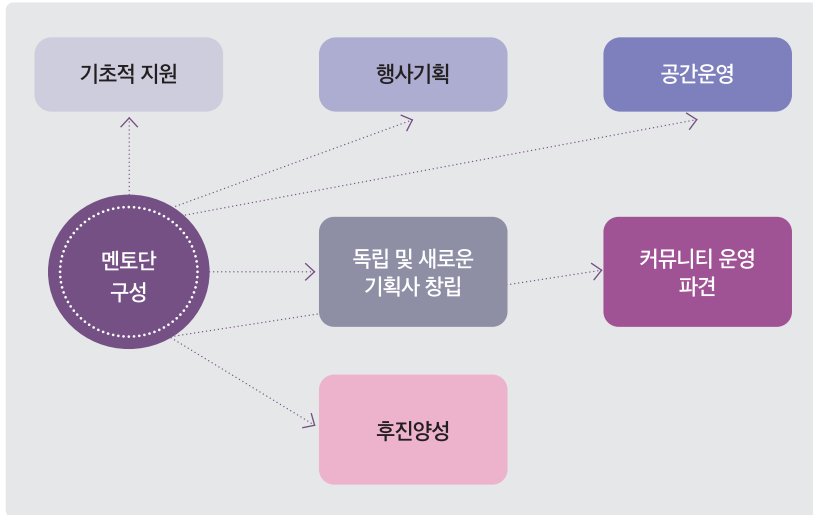 기초적 지원
행사기획
공간운영
멘토단
구성
독립 및 새로운
기획사 창립
커뮤니티 운영
파견
후진양성